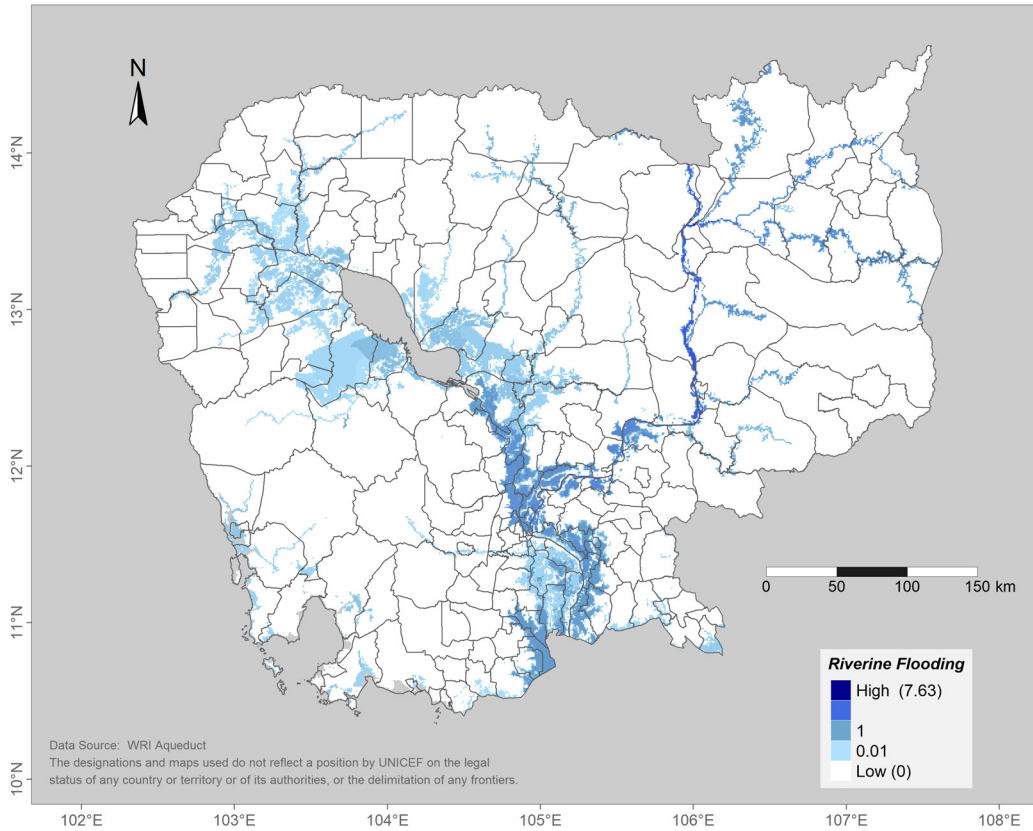 N
14°N
13°N
12°N
11°N
10°N
0 50 100 150 km
Riverine Flooding
High (7.63)
1
0.01
Low (0)
Data Source: WRI Aqueduct
The designations and maps used do not reflect a position by UNICEF on the legal
status of any country or territory or of its authorities, or the delimitation of any frontiers.
102°E 103°E 104°E 105°E 106°E 107°E 108°E